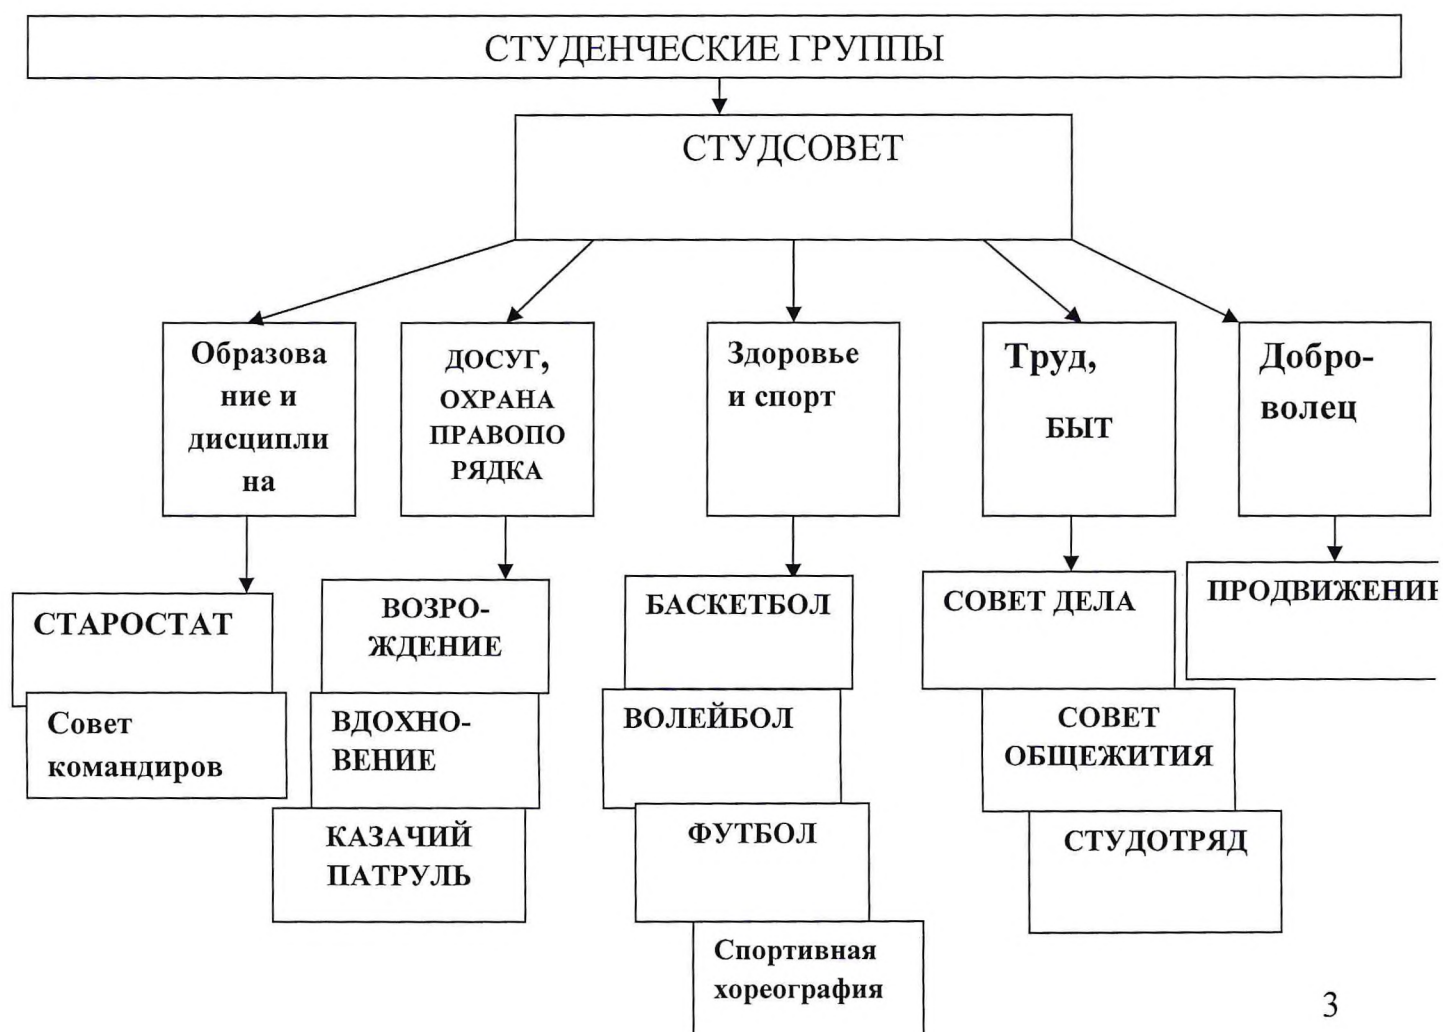 СТУДЕНЧЕСКИЕ ГРУППЫ
СТУДСОВЕТ
Образова
ние и
дисципли
на
ДОСУГ,
ОХРАНА
ПРАВОПО
РЯДКА
Здоровье
и спорт
Труд,
БЫТ
Добро-
волец
СТАРОСТАТ
Совет
командиров
ВОЗРО-
ЖДЕНИЕ
ВДОХНО-
ВЕНИЕ
КАЗАЧИЙ
ПАТРУЛЬ
БАСКЕТБОЛ
ВОЛЕЙБОЛ
ФУТБОЛ
Спортивная
хореография
СОВЕТ ДЕЛА
СОВЕТ
ОБЩЕЖИТИЯ
СТУДОТРЯД
ПРОДВИЖЕНИЕ
3